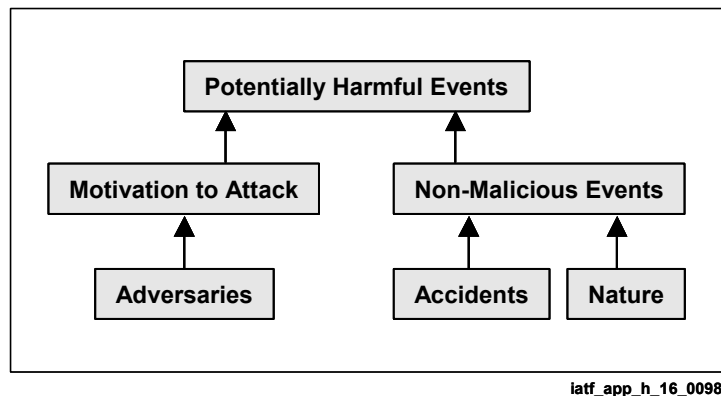 Potentially Harmful Events
Motivation to Attack
Non-Malicious Events
Adversaries
Accidents
Nature
iatf_app_h_16_0098